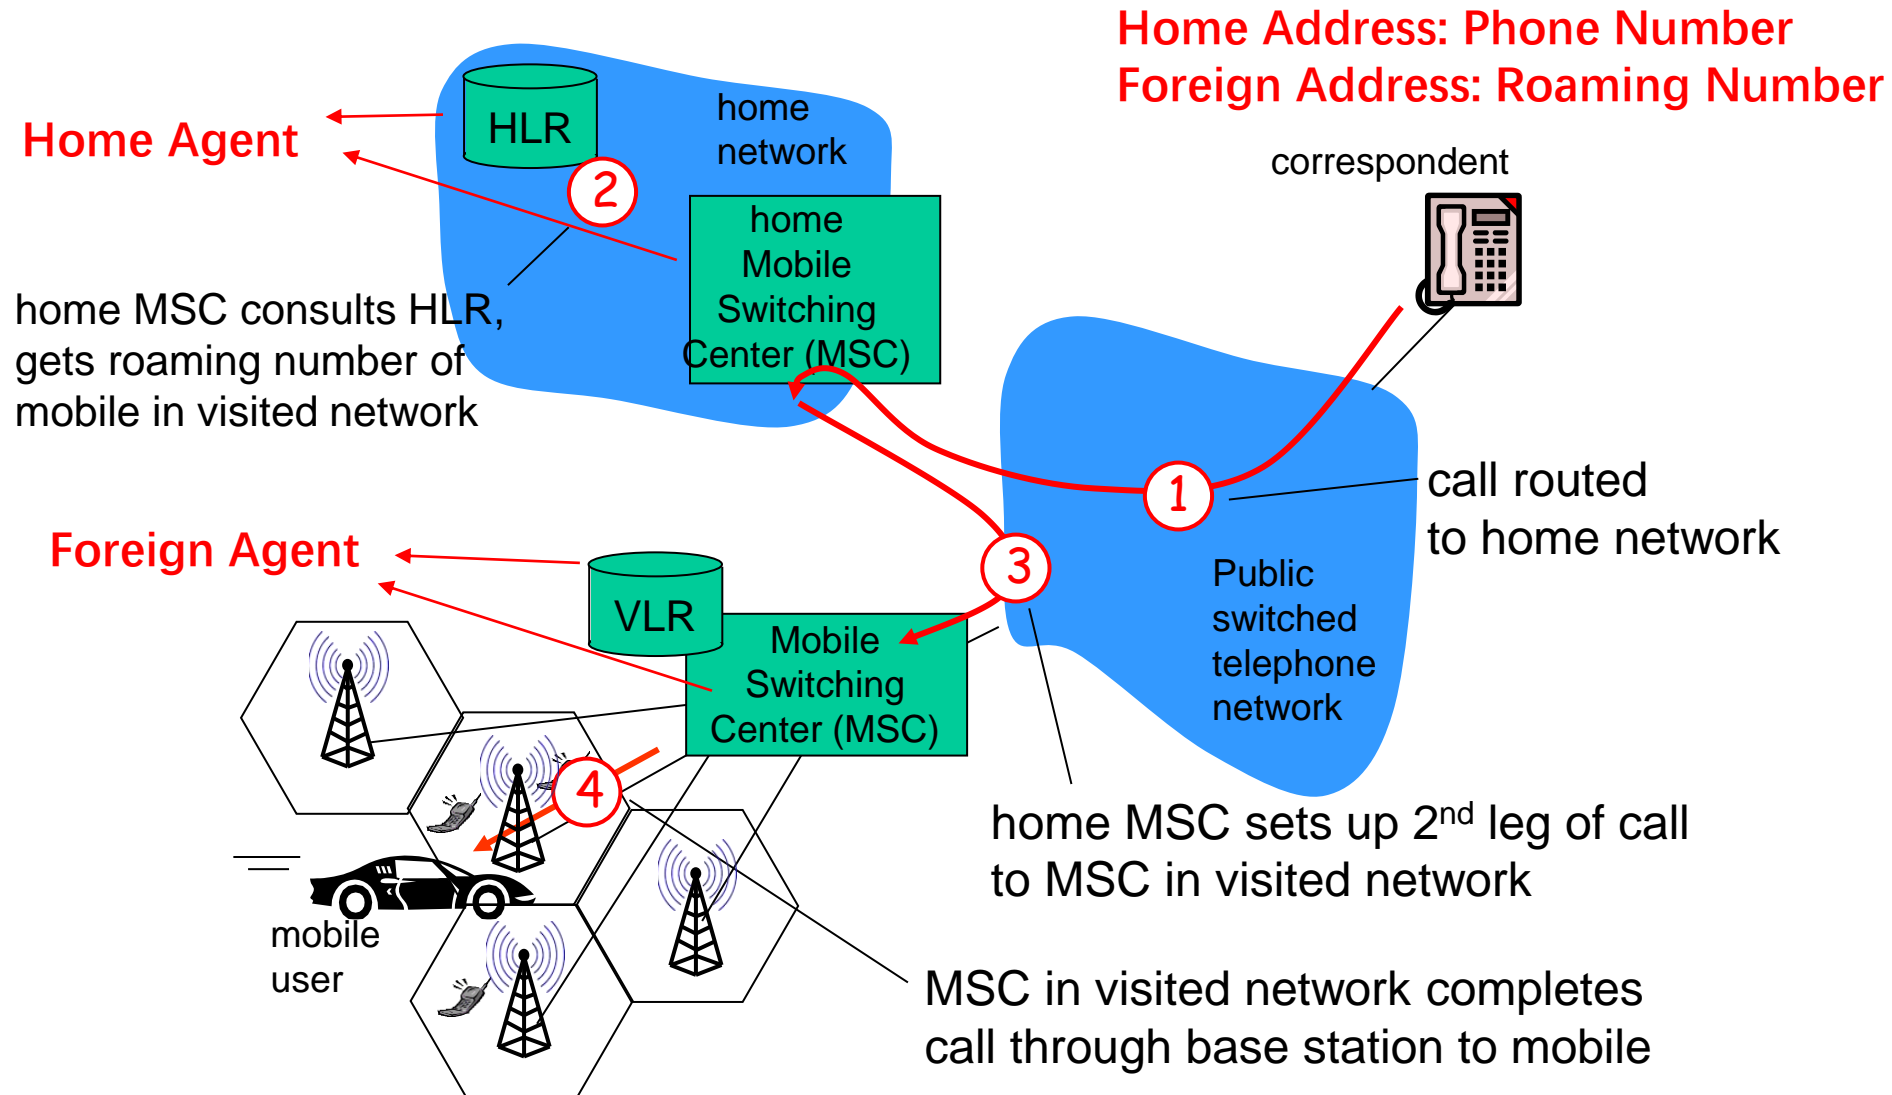 Home Address: Phone Number
Foreign Address: Roaming Number
Home Agent
HLR
home
network
2
home
Mobile
Switching
Center (MSC)
correspondent
home MSC consults HLR,
gets roaming number of
mobile in visited network
1
call routed
to home network
Foreign Agent
VLR
Mobile
Switching
Center (MSC)
3
Public
switched
telephone
network
4
home MSC sets up 2nd leg of call
to MSC in visited network
mobile
user
MSC in visited network completes
call through base station to mobile